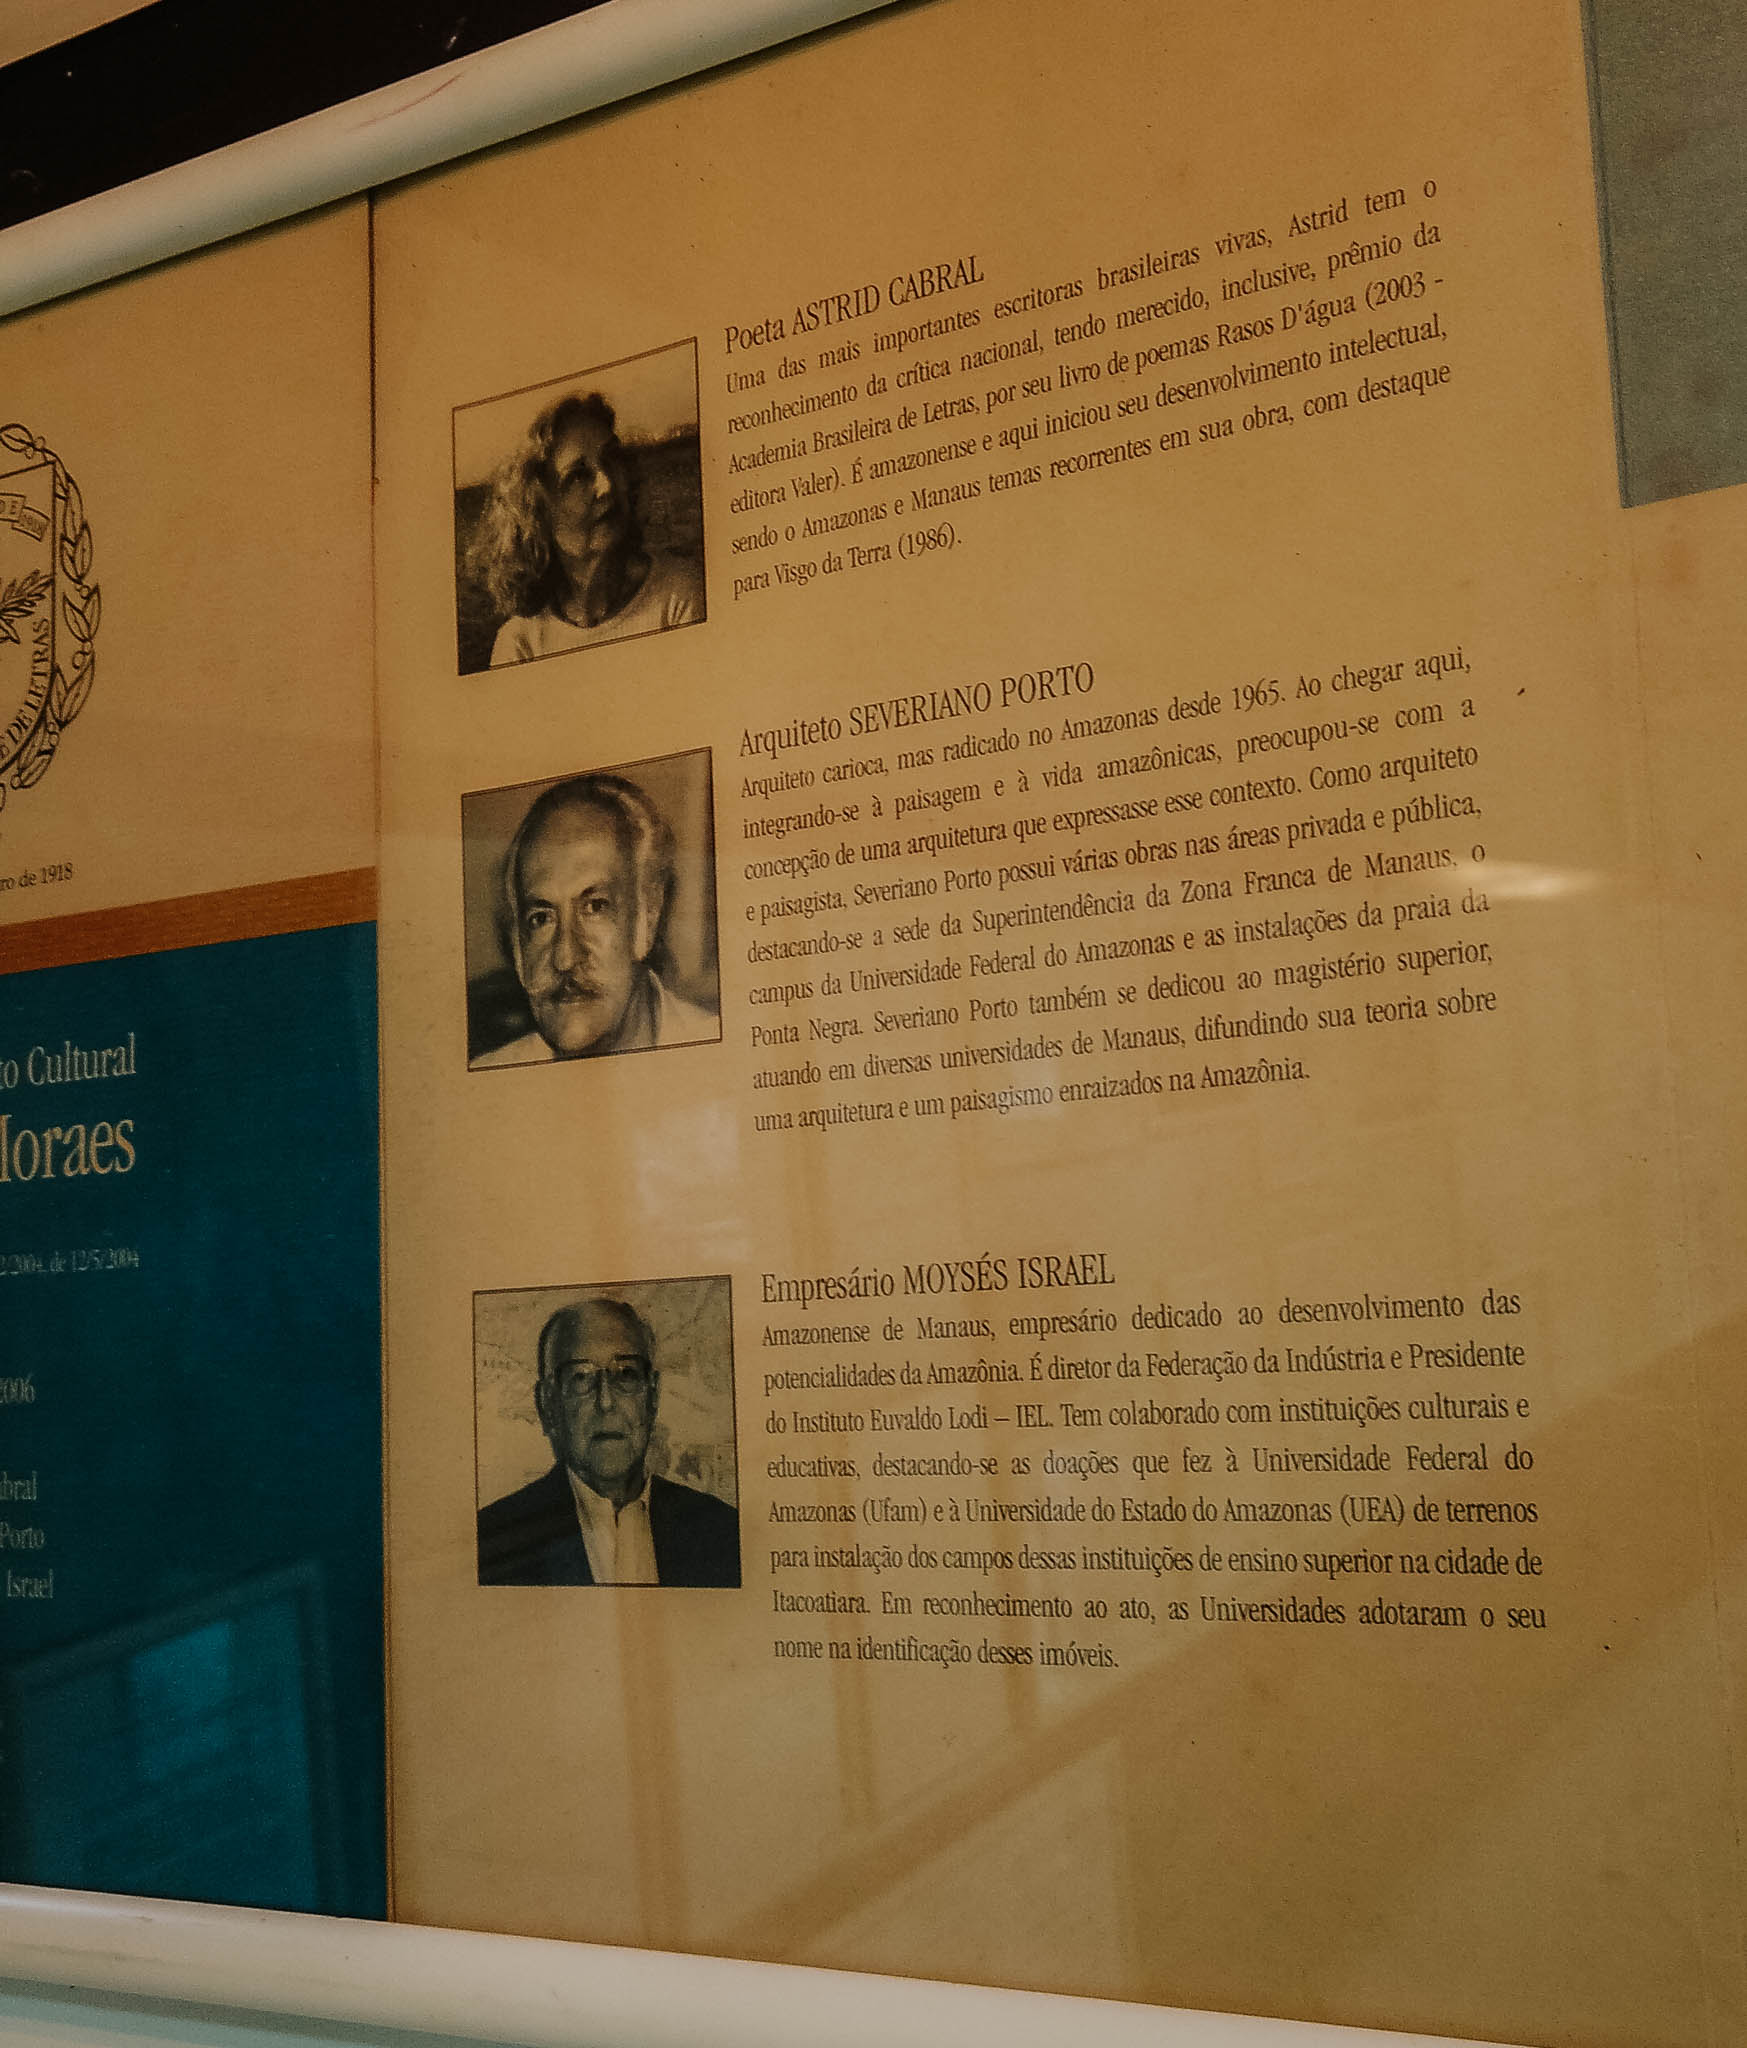 DE LETRAS
ro de 1918
to Cultural
oraes
2/2004, de 12/5/2004
2006
bral
Porto
Israel
Poeta ASTRID CABRAL
Uma das mais importantes escritoras brasileiras vivas, Astrid tem o
reconhecimento da crítica nacional, tendo merecido, inclusive, prêmio da
Academia Brasileira de Letras, por seu livro de poemas Rasos D'água (2003 -
editora Valer). É amazonense e aqui iniciou seu desenvolvimento intelectual,
sendo o Amazonas e Manaus temas recorrentes em sua obra, com destaque
para Visgo da Terra (1986).
Arquiteto SEVERIANO PORTO
Arquiteto carioca, mas radicado no Amazonas desde 1965. Ao chegar aqui,
integrando-se à paisagem e à vida amazônicas, preocupou-se com a
concepção de uma arquitetura que expressasse esse contexto. Como arquiteto
e paisagista, Severiano Porto possui várias obras nas áreas privada e pública,
destacando-se a sede da Superintendência da Zona Franca de Manaus, o
campus da Universidade Federal do Amazonas e as instalações da praia da
Ponta Negra. Severiano Porto também se dedicou ao magistério superior,
atuando em diversas universidades de Manaus, difundindo sua teoria sobre
uma arquitetura e um paisagismo enraizados na Amazônia.
Empresário MOYSÉS ISRAEL
Amazonense de Manaus, empresário dedicado ao desenvolvimento das
potencialidades da Amazônia. É diretor da Federação da Indústria e Presidente
do Instituto Euvaldo Lodi – IEL. Tem colaborado com instituições culturais e
educativas, destacando-se as doações que fez à Universidade Federal do
Amazonas (Ufam) e à Universidade do Estado do Amazonas (UEA) de terrenos
para instalação dos campos dessas instituições de ensino superior na cidade de
Itacoatiara. Em reconhecimento ao ato, as Universidades adotaram o seu
nome na identificação desses imóveis.